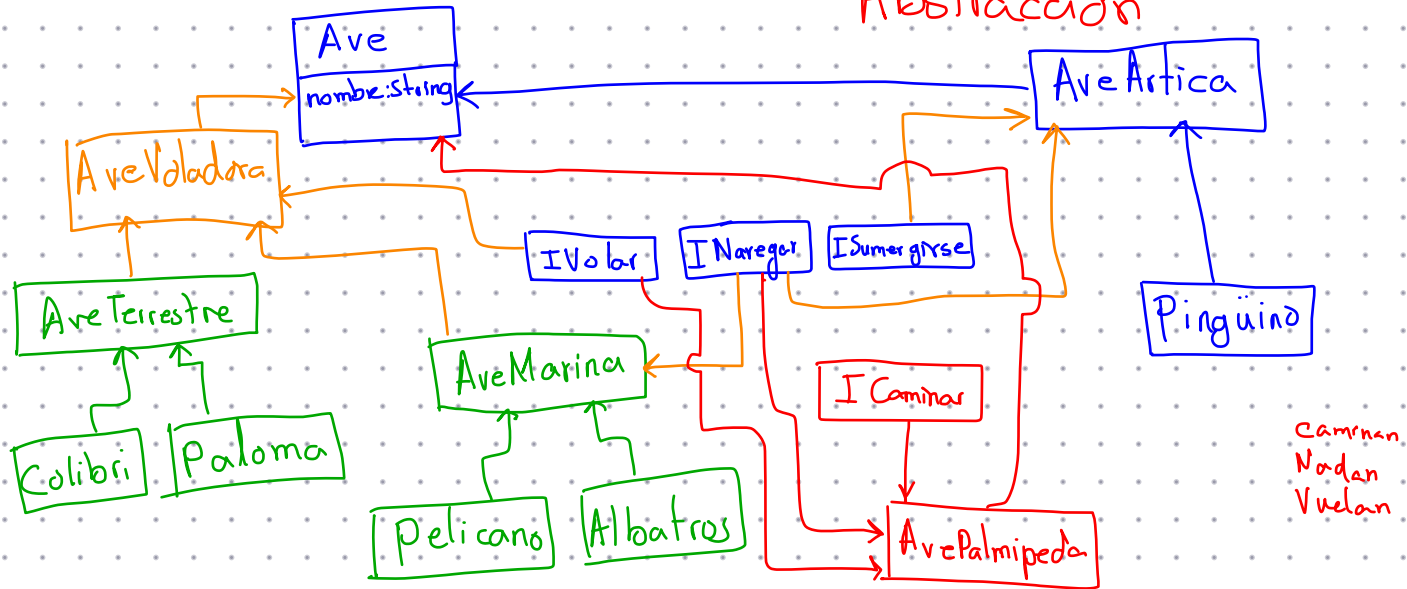 Abstracción
Ave
nombre:String
AveArtica
AveVoladora
IVolar
INavegar
ISumergirse
AveTerrestre
Pingüino
AveMarina
ICaminar
Colibri
Paloma
Pelicano
Albatros
AvePalmipeda
Caminan
Nadan
Vuelan